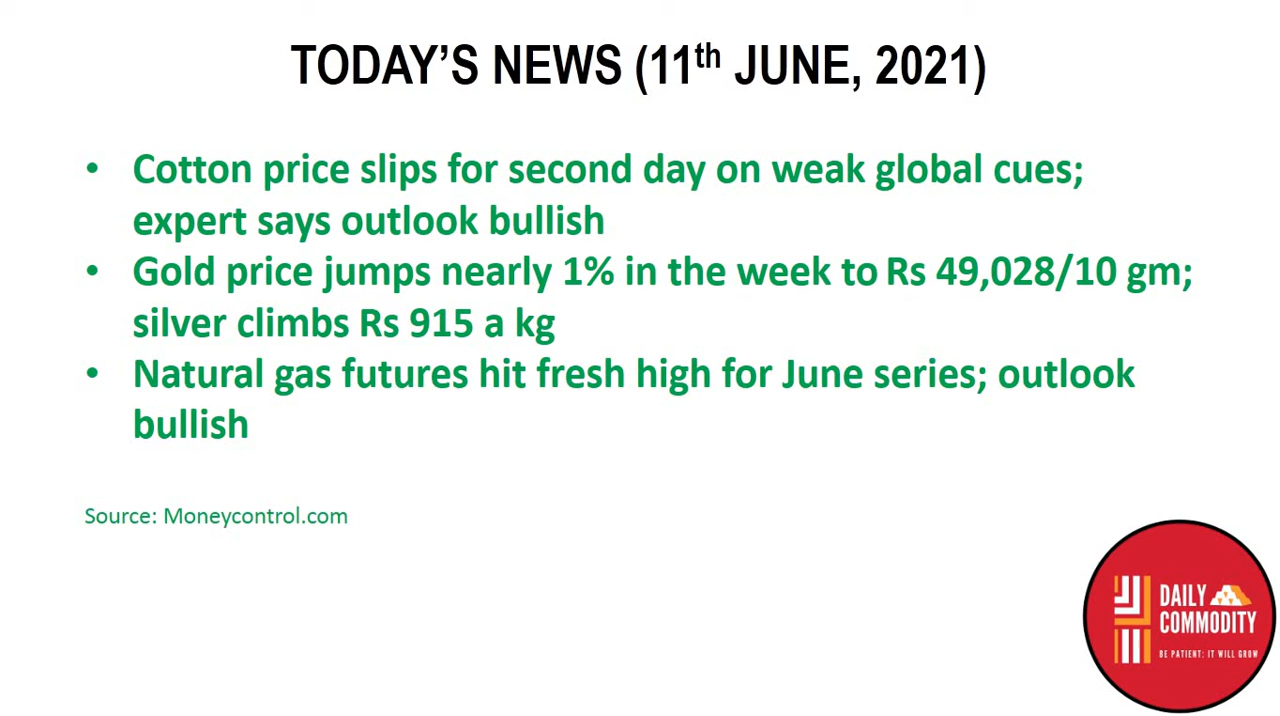 TODAY’S NEWS (11th JUNE, 2021)
• Cotton price slips for second day on weak global cues;
expert says outlook bullish
• Gold price jumps nearly 1% in the week to Rs 49,028/10 gm;
silver climbs Rs 915 a kg
• Natural gas futures hit fresh high for June series; outlook
bullish
Source: Moneycontrol.com
DAILY
COMMODITY
BE PATIENT: IT WILL GROW